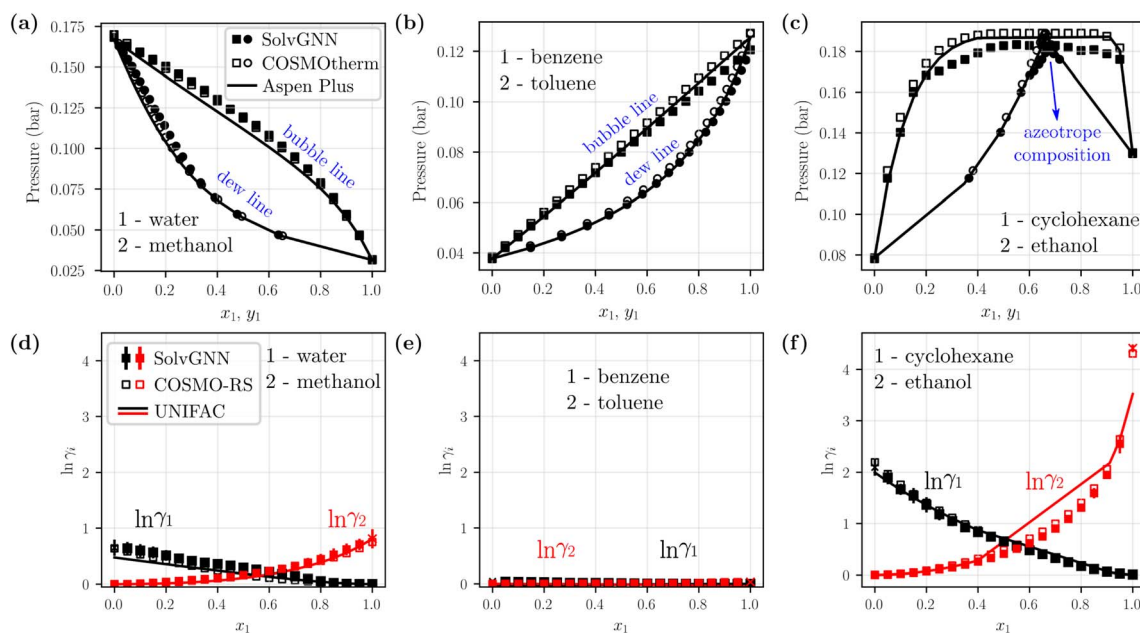 (a)
0.175
0.150
0.125
0.100
0.075
0.050
0.025
Pressure (bar)
SolvGNN
COSMOtherm
Aspen Plus
bubble line
dew line
1 - water
2 - methanol
0.0 0.2 0.4 0.6 0.8 1.0
x₁, y₁
(b)
0.12
0.10
0.08
0.06
0.04
Pressure (bar)
1 - benzene
2 - toluene
bubble line
dew line
0.0 0.2 0.4 0.6 0.8 1.0
x₁, y₁
(c)
0.18
0.16
0.14
0.12
0.10
0.08
Pressure (bar)
azeotrope
composition
1 - cyclohexane
2 - ethanol
0.0 0.2 0.4 0.6 0.8 1.0
x₁, y₁
(d)
4
3
2
1
0
ln γᵢ
SolvGNN
COSMO-RS
UNIFAC
1 - water
2 - methanol
lnγ₁
lnγ₂
0.0 0.2 0.4 0.6 0.8 1.0
x₁
(e)
4
3
2
1
0
ln γᵢ
1 - benzene
2 - toluene
lnγ₂
lnγ₁
0.0 0.2 0.4 0.6 0.8 1.0
x₁
(f)
4
3
2
1
0
ln γᵢ
1 - cyclohexane
2 - ethanol
lnγ₁
lnγ₂
0.0 0.2 0.4 0.6 0.8 1.0
x₁